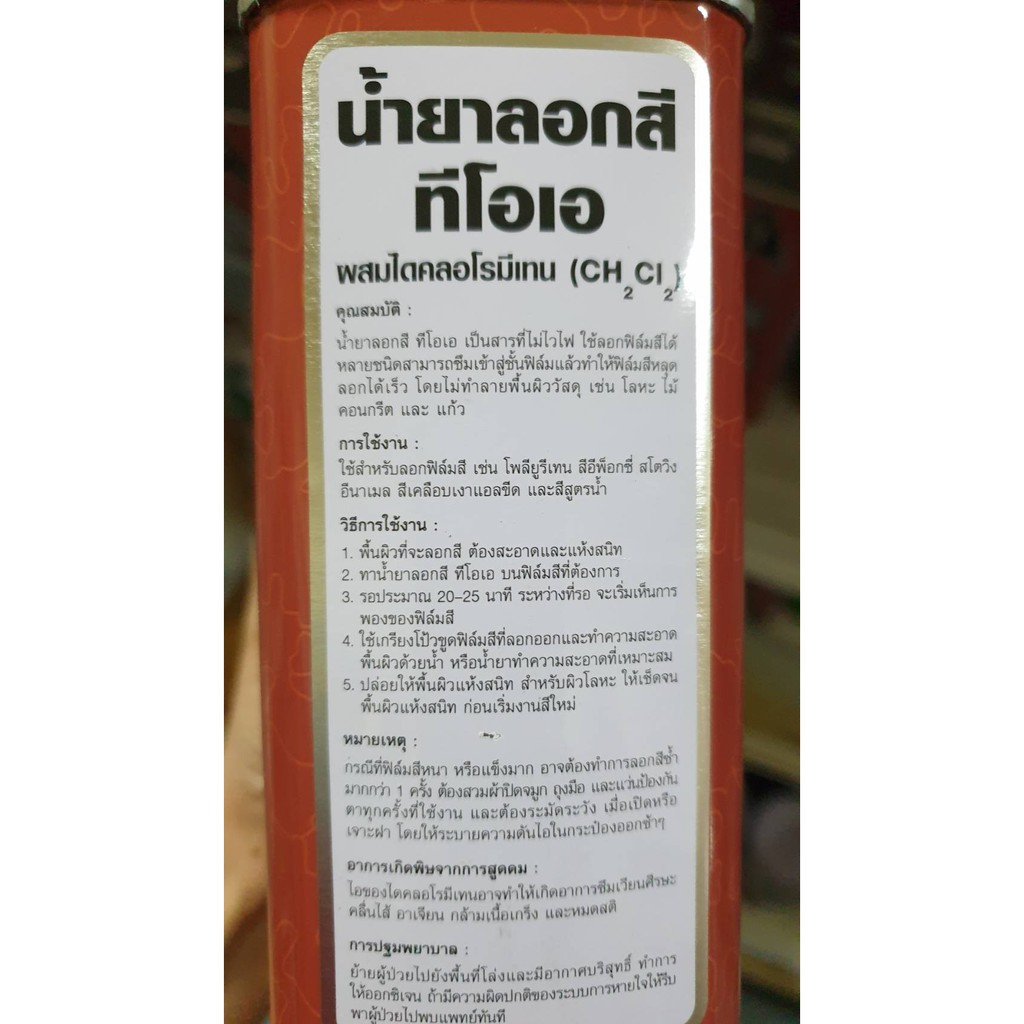 น้ำยาลอกสี
ทีโอเอ
ผสมไดคลอโรมีเทน (CH₂Cl₂)
คุณสมบัติ :
น้ำยาลอกสี ทีโอเอ เป็นสารที่ไม่ไวไฟ ใช้ลอกฟิล์มสีได้
หลายชนิดสามารถซึมเข้าสู่ชั้นฟิล์มแล้วทำให้ฟิล์มสีหลุด
ลอกได้เร็ว โดยไม่ทำลายพื้นผิววัสดุ เช่น โลหะ ไม้
คอนกรีต และ แก้ว
การใช้งาน :
ใช้สำหรับลอกฟิล์มสี เช่น โพลียูรีเทน สีอีพ็อกซี่ สโตวิง
อีนาเมล สีเคลือบเงาแอลขีด และสีสูตรน้ำ
วิธีการใช้งาน :
1. พื้นผิวที่จะลอกสี ต้องสะอาดและแห้งสนิท
2. ทาน้ำยาลอกสี ทีโอเอ บนฟิล์มสีที่ต้องการ
3. รอประมาณ 20-25 นาที ระหว่างที่รอ จะเริ่มเห็นการ
พองของฟิล์มสี
4. ใช้เกรียงโป้วขูดฟิล์มสีที่ลอกออกและทำความสะอาด
พื้นผิวด้วยน้ำ หรือน้ำยาทำความสะอาดที่เหมาะสม
5. ปล่อยให้พื้นผิวแห้งสนิท สำหรับผิวโลหะ ให้เช็ดจน
พื้นผิวแห้งสนิท ก่อนเริ่มงานสีใหม่
หมายเหตุ :
กรณีที่ฟิล์มสีหนา หรือแข็งมาก อาจต้องทำการลอกสีซ้ำ
มากกว่า 1 ครั้ง ต้องสวมผ้าปิดจมูก ถุงมือ และแว่นป้องกัน
ตาทุกครั้งที่ใช้งาน และต้องระมัดระวัง เมื่อเปิดหรือ
เจาะฝา โดยให้ระบายความดันไอในกระป๋องออกช้าๆ
อาการเกิดพิษจากการสูดดม :
ไอของไดคลอโรมีเทนอาจทำให้เกิดอาการซึมเวียนศีรษะ
คลื่นไส้ อาเจียน กล้ามเนื้อเกร็ง และหมดสติ
การปฐมพยาบาล :
ย้ายผู้ป่วยไปยังพื้นที่โล่งและมีอากาศบริสุทธิ์ ทำการ
ให้ออกซิเจน ถ้ามีความผิดปกติของระบบการหายใจให้รีบ
พาผู้ป่วยไปพบแพทย์ทันที